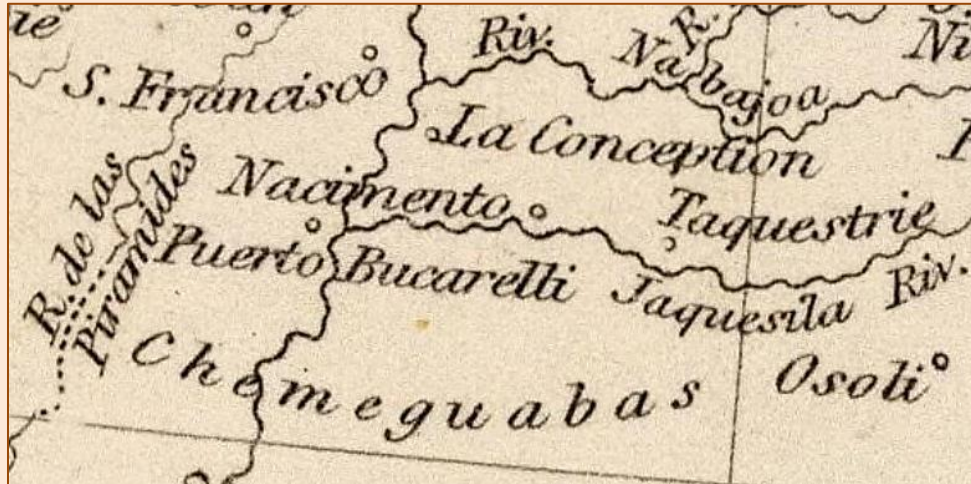 S. Francisco
Riv. Nabajoa
R.
La Conception
R. de las Piramides
Nacimento
Taquestrie
Puerto Bucarelli
Jaquesila Riv.
Chemeguabas
Osoli